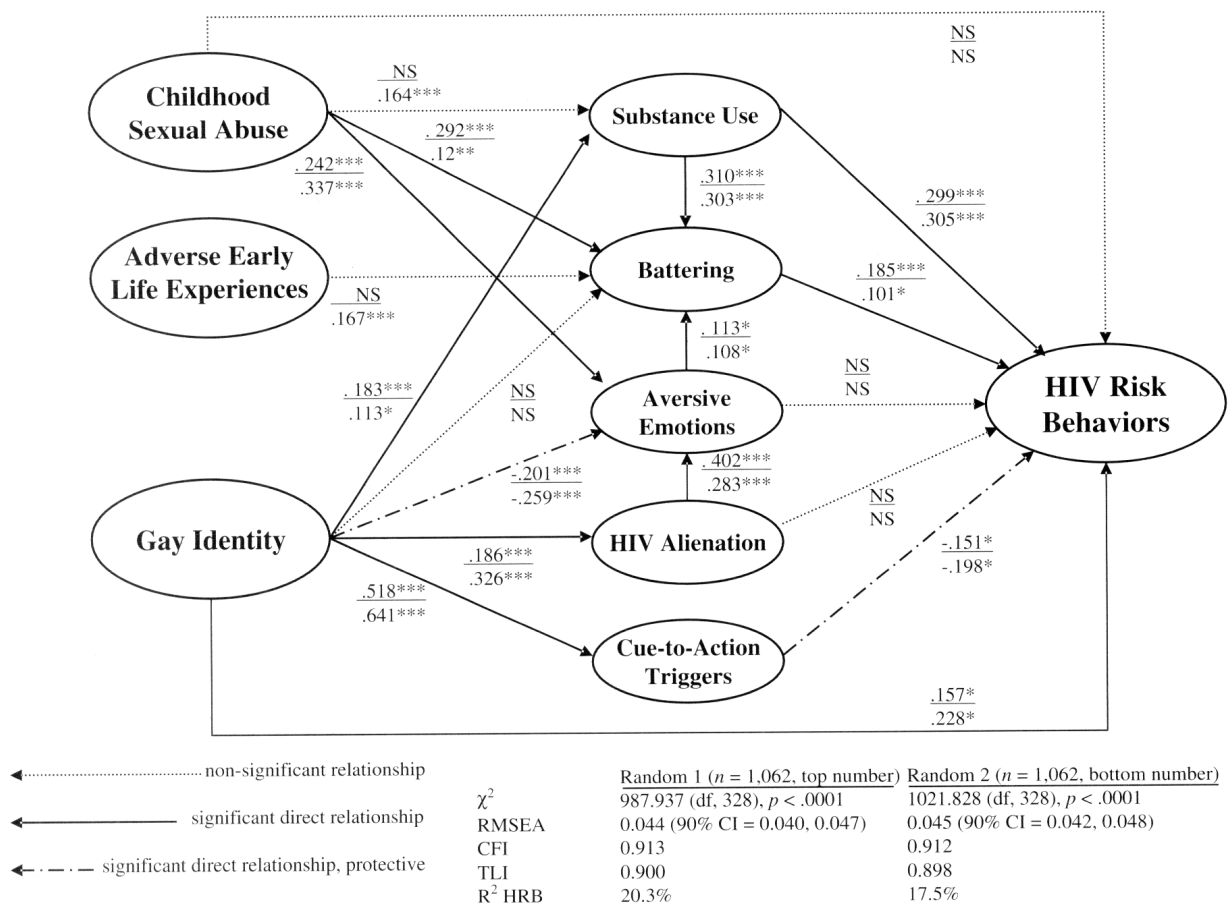 NS
NS
Childhood
Sexual Abuse
NS
.164***
Substance Use
.292***
.12**
.242***
.337***
.310***
.303***
.299***
.305***
Adverse Early
Life Experiences
NS
.167***
Battering
.185***
.101*
.113*
.108*
.183***
.113*
NS
NS
Aversive
Emotions
NS
NS
HIV Risk
Behaviors
-.201***
-.259***
.402***
.283***
Gay Identity
HIV Alienation
NS
NS
.186***
.326***
-.151*
-.198*
.518***
.641***
Cue-to-Action
Triggers
.157*
.228*
non-significant relationship
significant direct relationship
significant direct relationship, protective
Random 1 (n = 1,062, top number) Random 2 (n = 1,062, bottom number)
χ² 987.937 (df, 328), p < .0001 1021.828 (df, 328), p < .0001
RMSEA 0.044 (90% CI = 0.040, 0.047) 0.045 (90% CI = 0.042, 0.048)
CFI 0.913 0.912
TLI 0.900 0.898
R² HRB 20.3% 17.5%